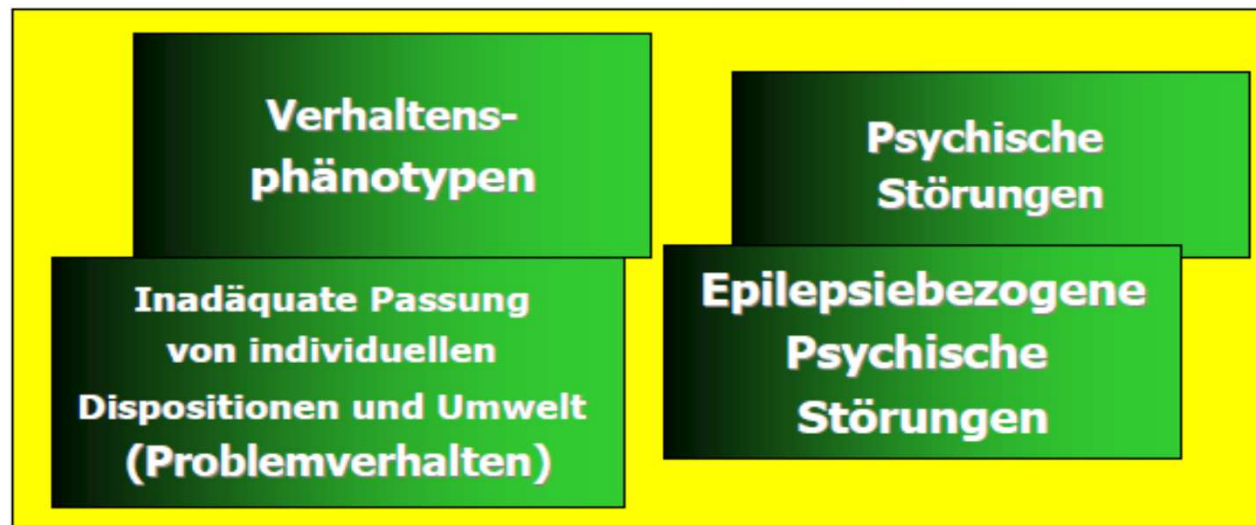 Verhaltens-
phänotypen
Psychische
Störungen
Inadäquate Passung
von individuellen
Dispositionen und Umwelt
(Problemverhalten)
Epilepsiebezogene
Psychische
Störungen